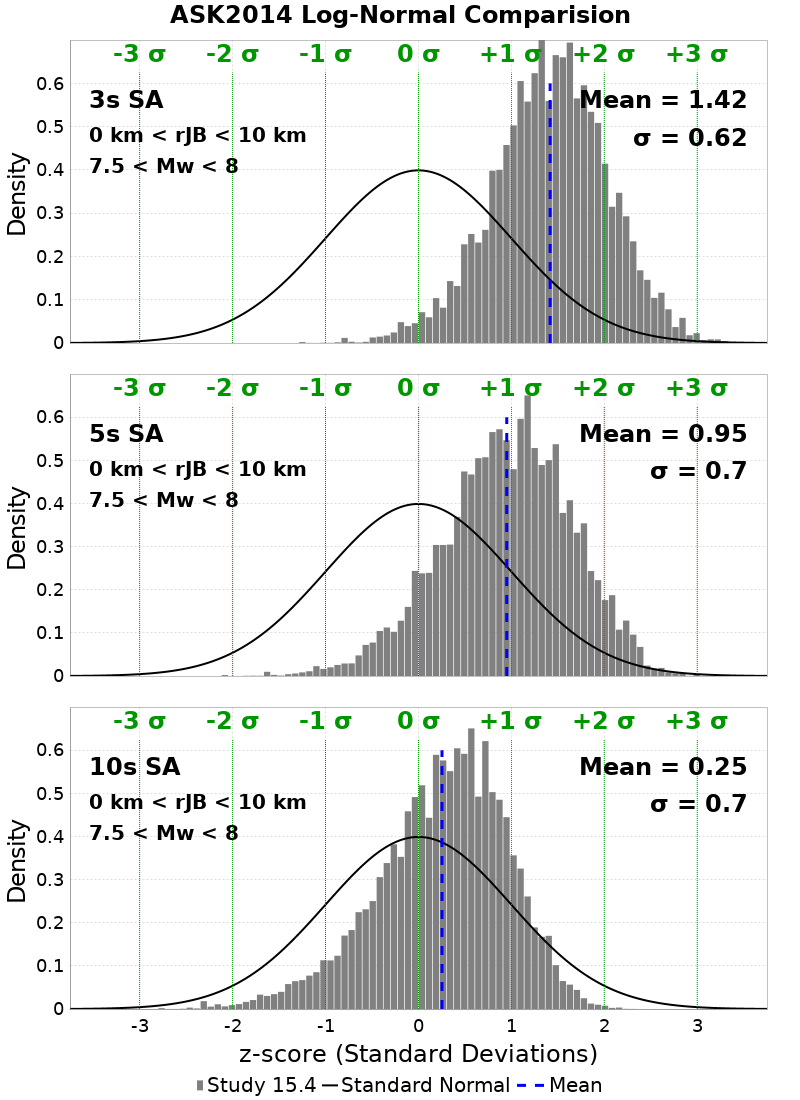 ASK2014 Log-Normal Comparision
-3 σ -2 σ -1 σ 0 σ +1 σ +2 σ +3 σ
3s SA
0 km < rJB < 10 km
7.5 < Mw < 8
Mean = 1.42
σ = 0.62
Density
0.6
0.5
0.4
0.3
0.2
0.1
0
-3 σ -2 σ -1 σ 0 σ +1 σ +2 σ +3 σ
5s SA
0 km < rJB < 10 km
7.5 < Mw < 8
Mean = 0.95
σ = 0.7
Density
0.6
0.5
0.4
0.3
0.2
0.1
0
-3 σ -2 σ -1 σ 0 σ +1 σ +2 σ +3 σ
10s SA
0 km < rJB < 10 km
7.5 < Mw < 8
Mean = 0.25
σ = 0.7
Density
0.6
0.5
0.4
0.3
0.2
0.1
0
-3 -2 -1 0 1 2 3
z-score (Standard Deviations)
Study 15.4 Standard Normal Mean